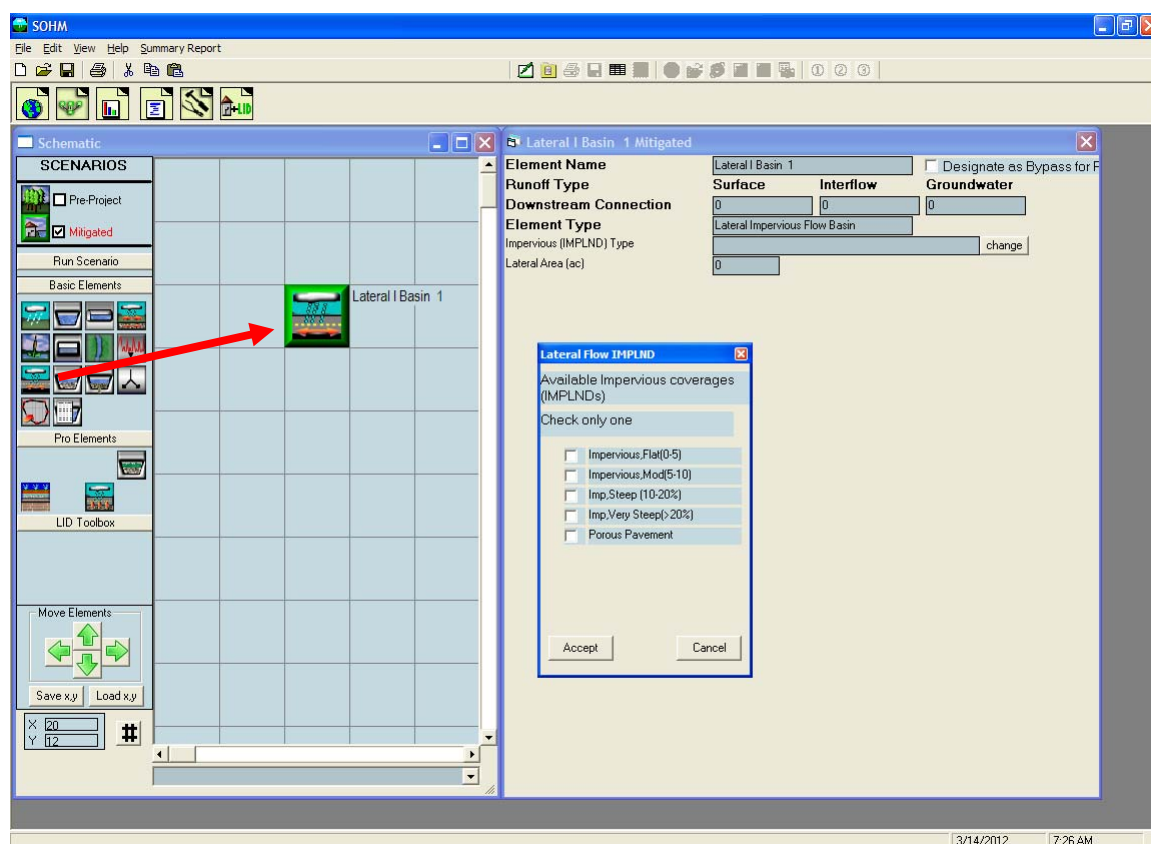 SOHM
File Edit View Help Summary Report
+LID
Schematic
SCENARIOS
Pre-Project
Mitigated
Run Scenario
Basic Elements
Pro Elements
LID Toolbox
Move Elements
Save x,y Load x,y
X 20
Y 12
#
Lateral I Basin 1
Lateral I Basin 1 Mitigated
Element Name Lateral I Basin 1 Designate as Bypass for P
Runoff Type Surface Interflow Groundwater
Downstream Connection 0 0 0
Element Type Lateral Impervious Flow Basin
Impervious (IMPLND) Type change
Lateral Area (ac) 0
Lateral Flow IMPLND
Available Impervious coverages
(IMPLNDs)
Check only one
Impervious,Flat(0-5)
Impervious,Mod(5-10)
Imp,Steep (10-20%)
Imp,Very Steep(>20%)
Porous Pavement
Accept Cancel
3/14/2012 7:26 AM